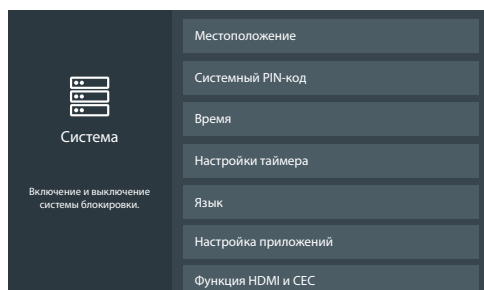 Система
Включение и выключение
системы блокировки.
Местоположение
Системный PIN-код
Время
Настройки таймера
Язык
Настройка приложений
Функция HDMI и CEC